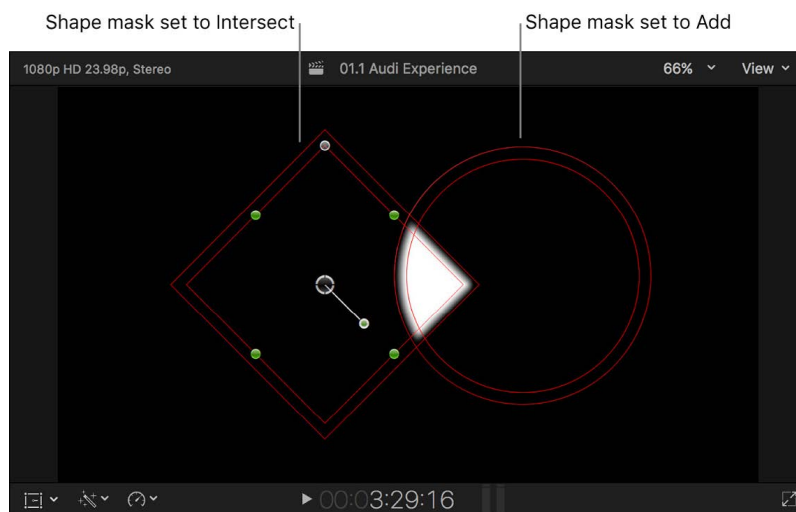 Shape mask set to Intersect
Shape mask set to Add
1080p HD 23.98p, Stereo
01.1 Audi Experience
66%
View
00:03:29:16